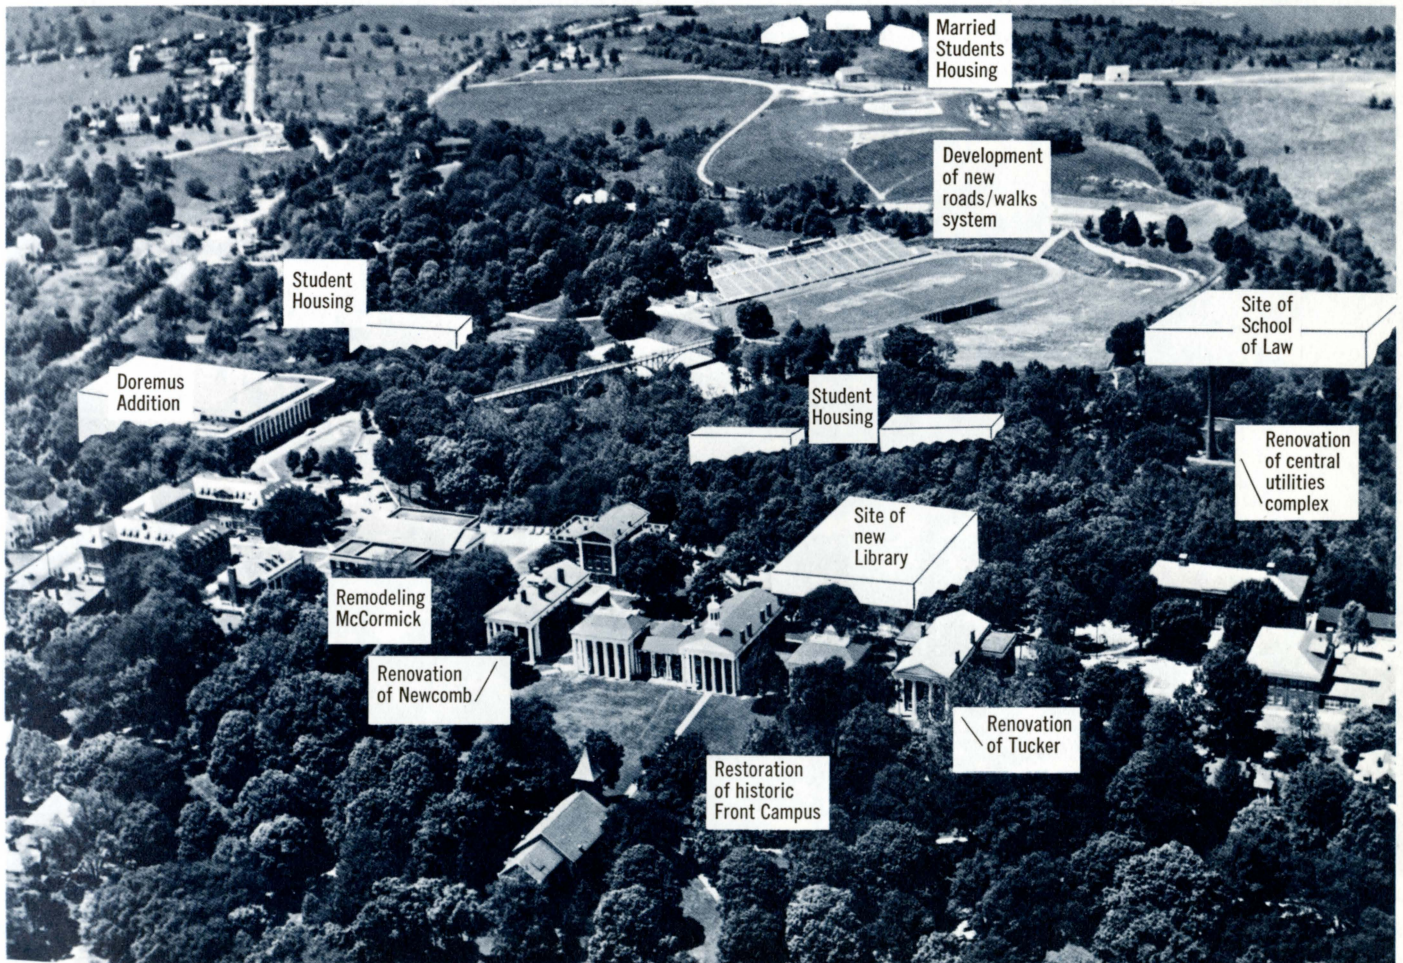 Married
Students
Housing
Development
of new
roads/walks
system
Student
Housing
Site of
School
of Law
Doremus
Addition
Student
Housing
Renovation
of central
utilities
complex
Site of
new
Library
Remodeling
McCormick
Renovation
of Newcomb
Renovation
of Tucker
Restoration
of historic
Front Campus